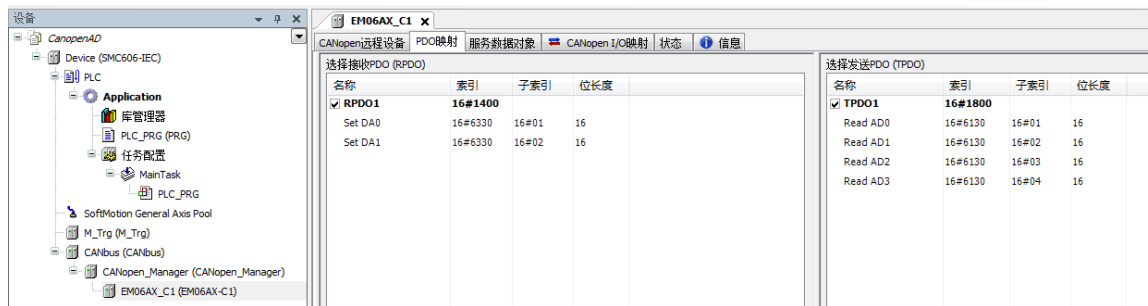 设备
CanopenAD
Device (SMC606-IEC)
PLC
Application
库管理器
PLC_PRG (PRG)
任务配置
MainTask
PLC_PRG
SoftMotion General Axis Pool
M_Trg (M_Trg)
CANbus (CANbus)
CANopen_Manager (CANopen_Manager)
EM06AX_C1 (EM06AX-C1)
EM06AX_C1
CANopen远程设备 PDO映射 服务数据对象 CANopen I/O映射 状态 信息
选择接收PDO (RPDO)
名称 索引 子索引 位长度
RPDO1 16#1400
Set DA0 16#6330 16#01 16
Set DA1 16#6330 16#02 16
选择发送PDO (TPDO)
名称 索引 子索引 位长度
TPDO1 16#1800
Read AD0 16#6130 16#01 16
Read AD1 16#6130 16#02 16
Read AD2 16#6130 16#03 16
Read AD3 16#6130 16#04 16